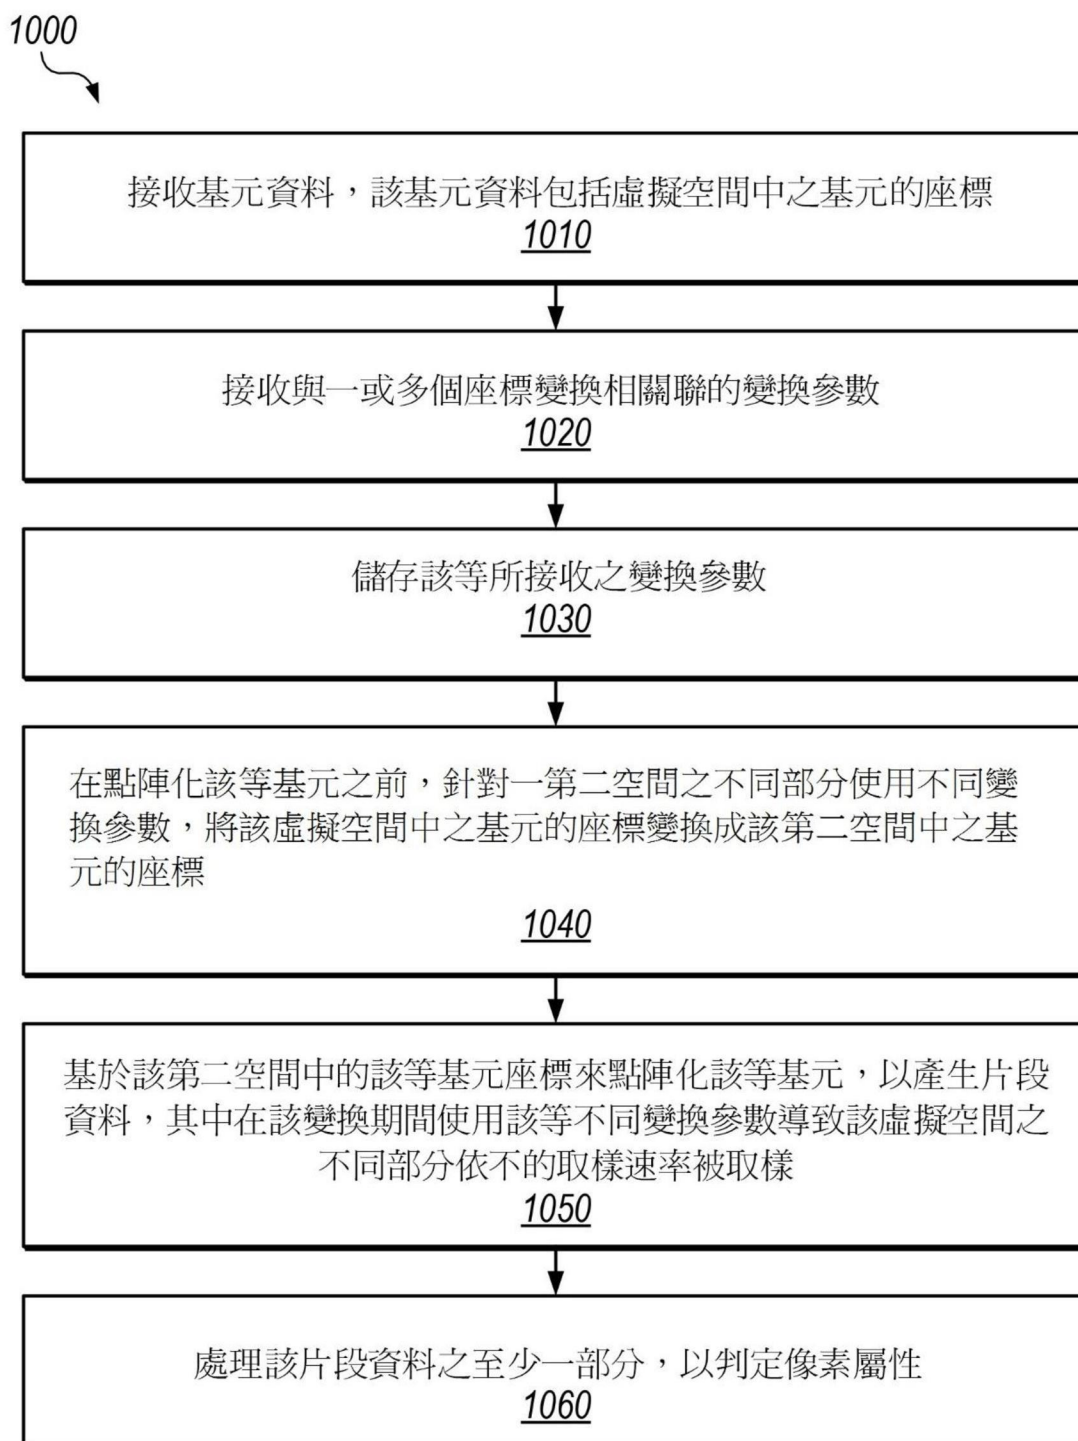 1000
接收基元資料，該基元資料包括虛擬空間中之基元的座標
1010
接收與一或多個座標變換相關聯的變換參數
1020
儲存該等所接收之變換參數
1030
在點陣化該等基元之前，針對一第二空間之不同部分使用不同變
換參數，將該虛擬空間中之基元的座標變換成該第二空間中之基
元的座標
1040
基於該第二空間中的該等基元座標來點陣化該等基元，以產生片段
資料，其中在該變換期間使用該等不同變換參數導致該虛擬空間之
不同部分依不的取樣速率被取樣
1050
處理該片段資料之至少一部分，以判定像素屬性
1060